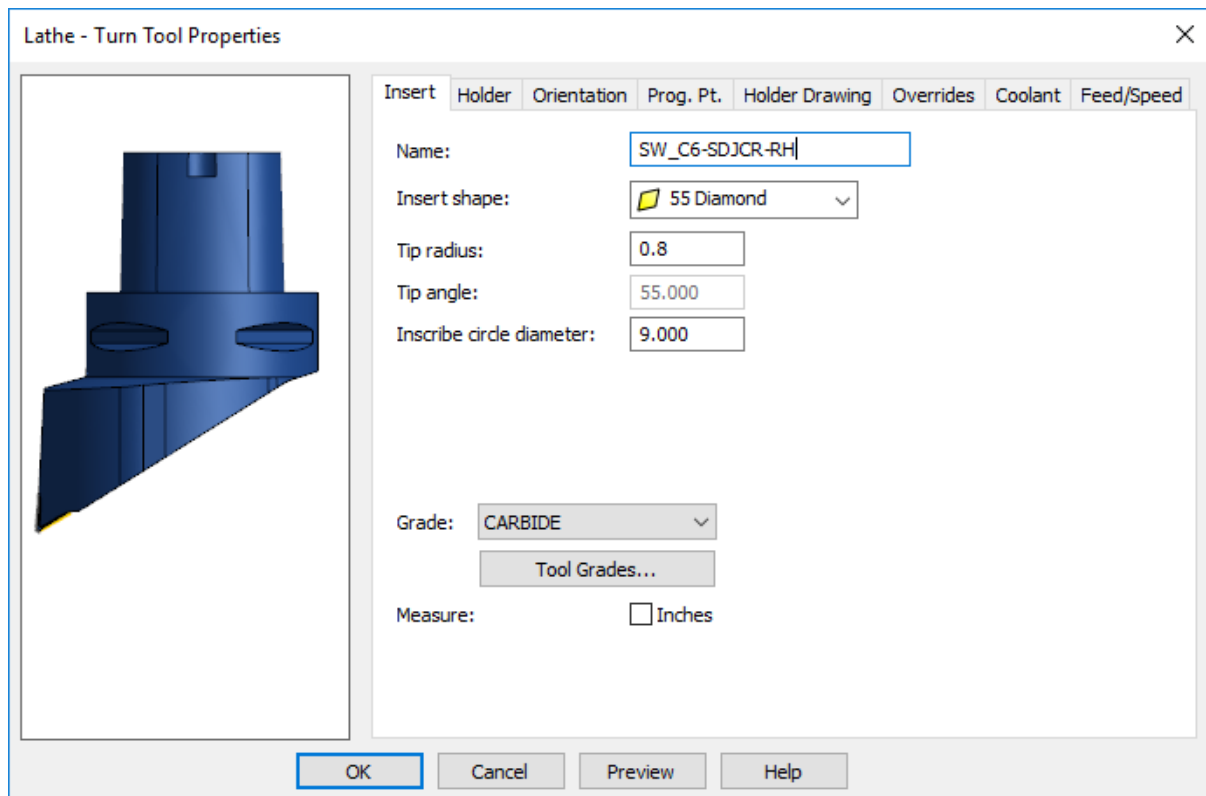 Lathe - Turn Tool Properties
Insert Holder Orientation Prog. Pt. Holder Drawing Overrides Coolant Feed/Speed
Name: SW_C6-SDJCR-RH
Insert shape: 55 Diamond
Tip radius: 0.8
Tip angle: 55.000
Inscribe circle diameter: 9.000
Grade: CARBIDE
Tool Grades...
Measure: Inches
OK Cancel Preview Help